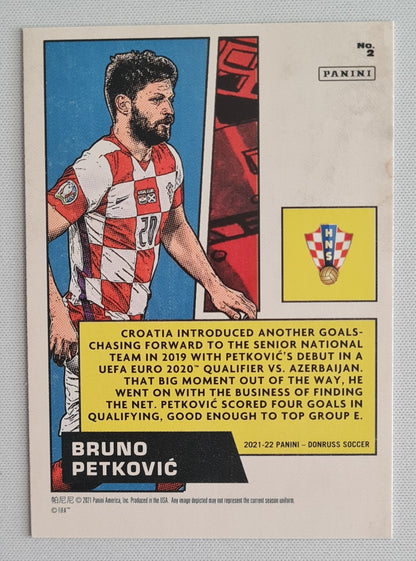 No.
2
PANINI
20
HNS
CROATIA INTRODUCED ANOTHER GOALS-
CHASING FORWARD TO THE SENIOR NATIONAL
TEAM IN 2019 WITH PETKOVIĆ'S DEBUT IN A
UEFA EURO 2020™ QUALIFIER VS. AZERBAIJAN.
THAT BIG MOMENT OUT OF THE WAY, HE
WENT ON WITH THE BUSINESS OF FINDING
THE NET. PETKOVIĆ SCORED FOUR GOALS IN
QUALIFYING, GOOD ENOUGH TO TOP GROUP E.
2021-22 PANINI – DONRUSS SOCCER
BRUNO
PETKOVIĆ
帕尼尼 © 2021 Panini America, Inc. Produced in the USA. Any image depicted may not represent the current season uniform.